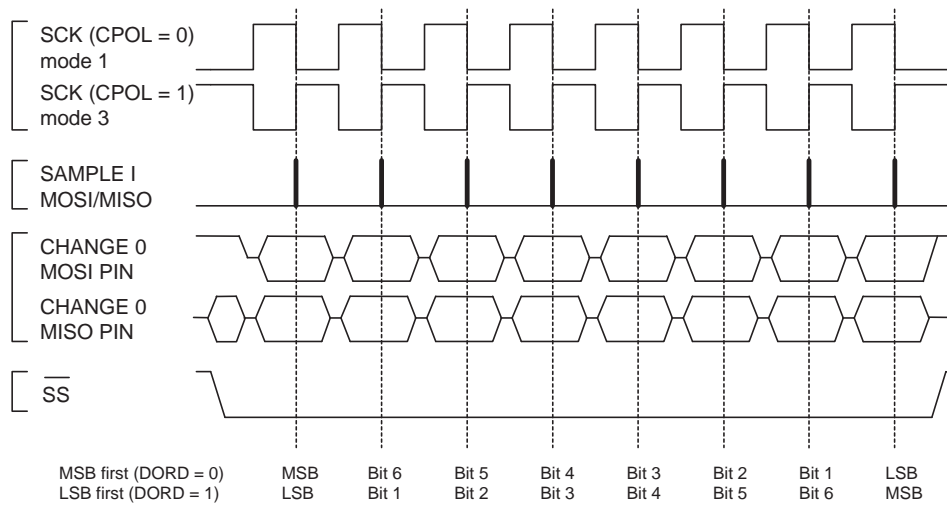 SCK (CPOL = 0)
mode 1
SCK (CPOL = 1)
mode 3
SAMPLE I
MOSI/MISO
CHANGE 0
MOSI PIN
CHANGE 0
MISO PIN
SS
MSB first (DORD = 0) MSB Bit 6 Bit 5 Bit 4 Bit 3 Bit 2 Bit 1 LSB
LSB first (DORD = 1) LSB Bit 1 Bit 2 Bit 3 Bit 4 Bit 5 Bit 6 MSB